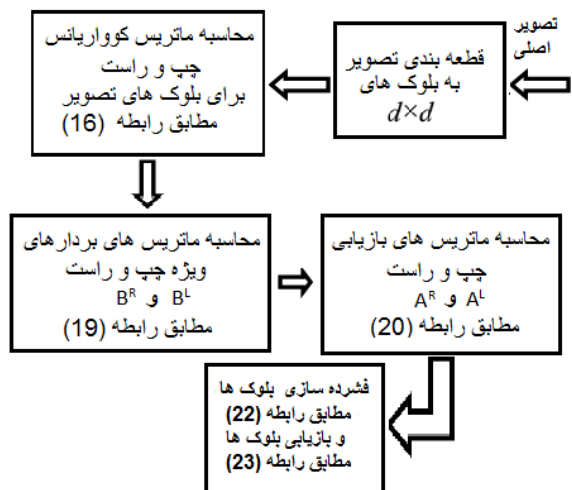 تصویر
اصلی
قطعه بندی تصویر
به بلوک های
d×d
محاسبه ماتریس کوواریانس
چپ و راست
برای بلوک های تصویر
مطابق رابطه (16)
محاسبه ماتریس های بردارهای
ویژه چپ و راست
B^L و B^R
مطابق رابطه (19)
محاسبه ماتریس های بازیابی
چپ و راست
A^L و A^R
مطابق رابطه (20)
فشرده سازی بلوک ها
مطابق رابطه (22)
و بازیابی بلوک ها
مطابق رابطه (23)